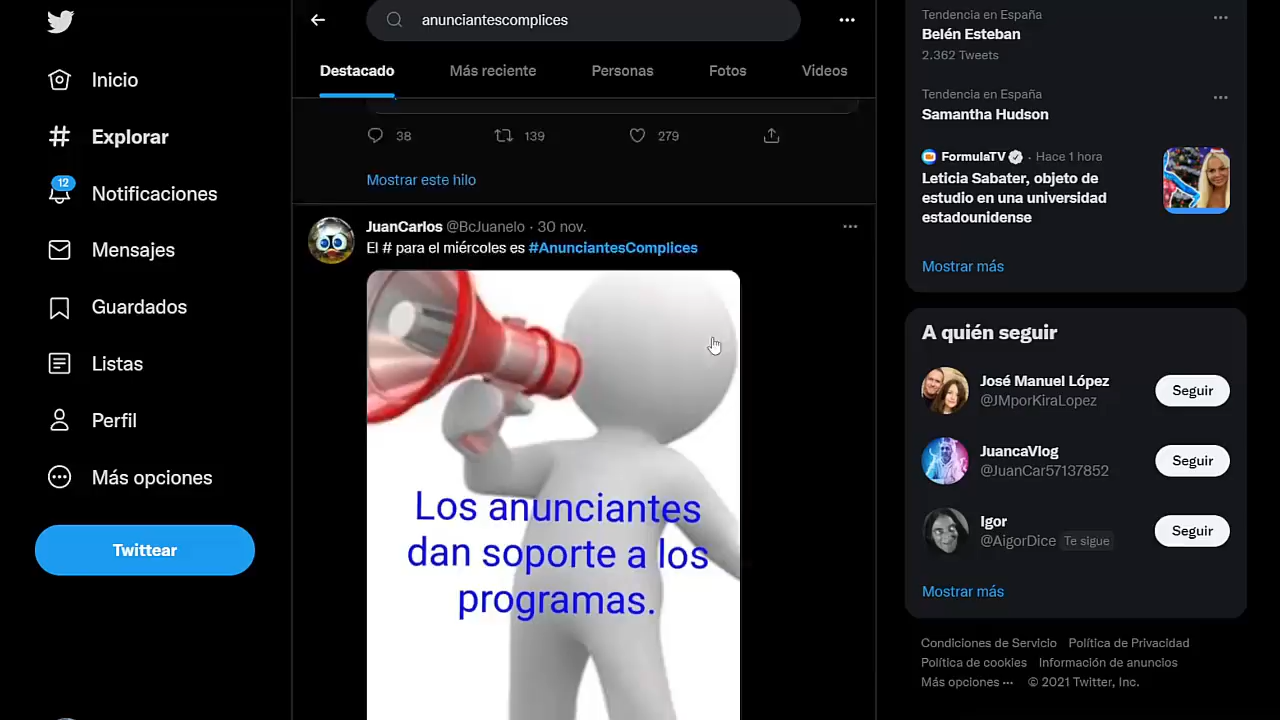 anunciantescomplices
Destacado
Más reciente
Personas
Fotos
Videos
Inicio
Explorar
12
Notificaciones
Mensajes
Guardados
Listas
Perfil
Más opciones
Twittear
38
139
279
Mostrar este hilo
JuanCarlos @BcJuanelo · 30 nov.
El # para el miércoles es #AnunciantesComplices
Los anunciantes
dan soporte a los
programas.
Tendencia en España
Belén Esteban
2.362 Tweets
Tendencia en España
Samantha Hudson
FormulaTV · Hace 1 hora
Leticia Sabater, objeto de
estudio en una universidad
estadounidense
Mostrar más
A quién seguir
José Manuel López
@JMporKiraLopez
Seguir
JuancaVlog
@JuanCar57137852
Seguir
Igor
@AigorDice Te sigue
Seguir
Mostrar más
Condiciones de Servicio Política de Privacidad
Política de cookies Información de anuncios
Más opciones ··· © 2021 Twitter, Inc.